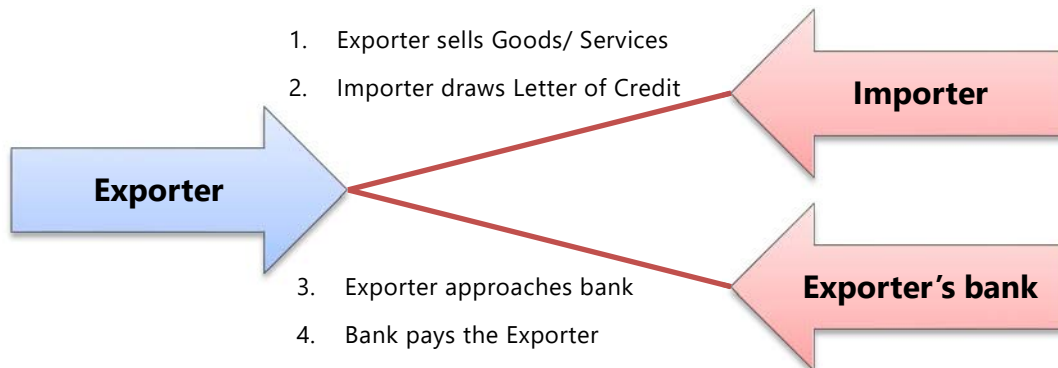 1. Exporter sells Goods/ Services
2. Importer draws Letter of Credit
Importer
Exporter
3. Exporter approaches bank
4. Bank pays the Exporter
Exporter’s bank